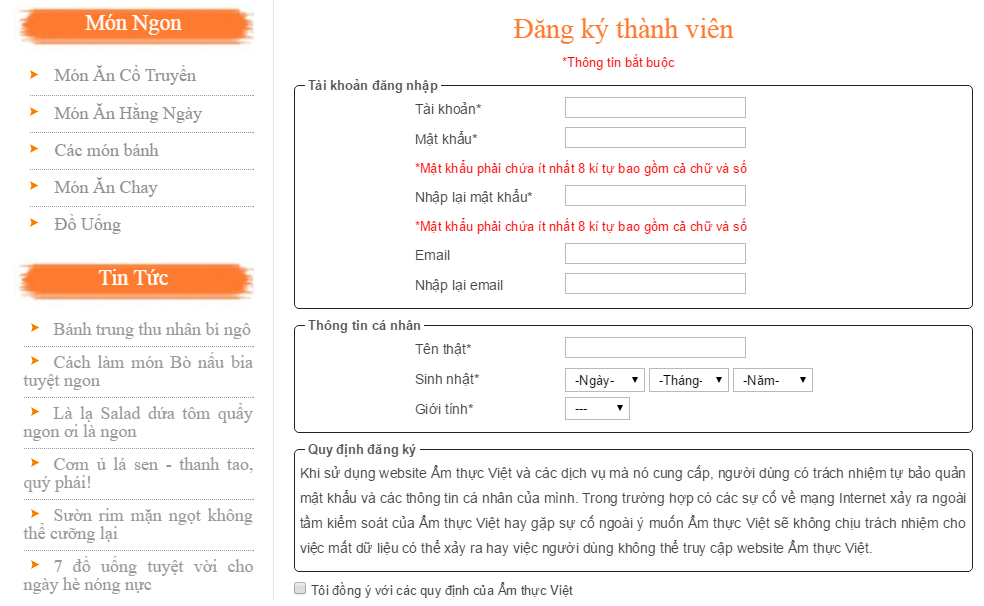 Món Ngon
Món Ăn Cổ Truyền
Món Ăn Hằng Ngày
Các món bánh
Món Ăn Chay
Đồ Uống
Tin Tức
Bánh trung thu nhân bí ngô
Cách làm món Bò nấu bia
tuyệt ngon
Là lạ Salad dứa tôm quẩy
ngon ơi là ngon
Cơm ủ lá sen - thanh tao,
quý phái!
Sườn rim mặn ngọt không
thể cưỡng lại
7 đồ uống tuyệt vời cho
ngày hè nóng nực
Đăng ký thành viên
*Thông tin bắt buộc
Tài khoản đăng nhập
Tài khoản*
Mật khẩu*
*Mật khẩu phải chứa ít nhất 8 kí tự bao gồm cả chữ và số
Nhập lại mật khẩu*
*Mật khẩu phải chứa ít nhất 8 kí tự bao gồm cả chữ và số
Email
Nhập lại email
Thông tin cá nhân
Tên thật*
Sinh nhật* -Ngày- -Tháng- -Năm-
Giới tính* ---
Quy định đăng ký
Khi sử dụng website Ẩm thực Việt và các dịch vụ mà nó cung cấp, người dùng có trách nhiệm tự bảo quản
mật khẩu và các thông tin cá nhân của mình. Trong trường hợp có các sự cố về mạng Internet xảy ra ngoài
tầm kiểm soát của Ẩm thực Việt hay gặp sự cố ngoài ý muốn Ẩm thực Việt sẽ không chịu trách nhiệm cho
việc mất dữ liệu có thể xảy ra hay việc người dùng không thể truy cập website Ẩm thực Việt.
Tôi đồng ý với các quy định của Ẩm thực Việt